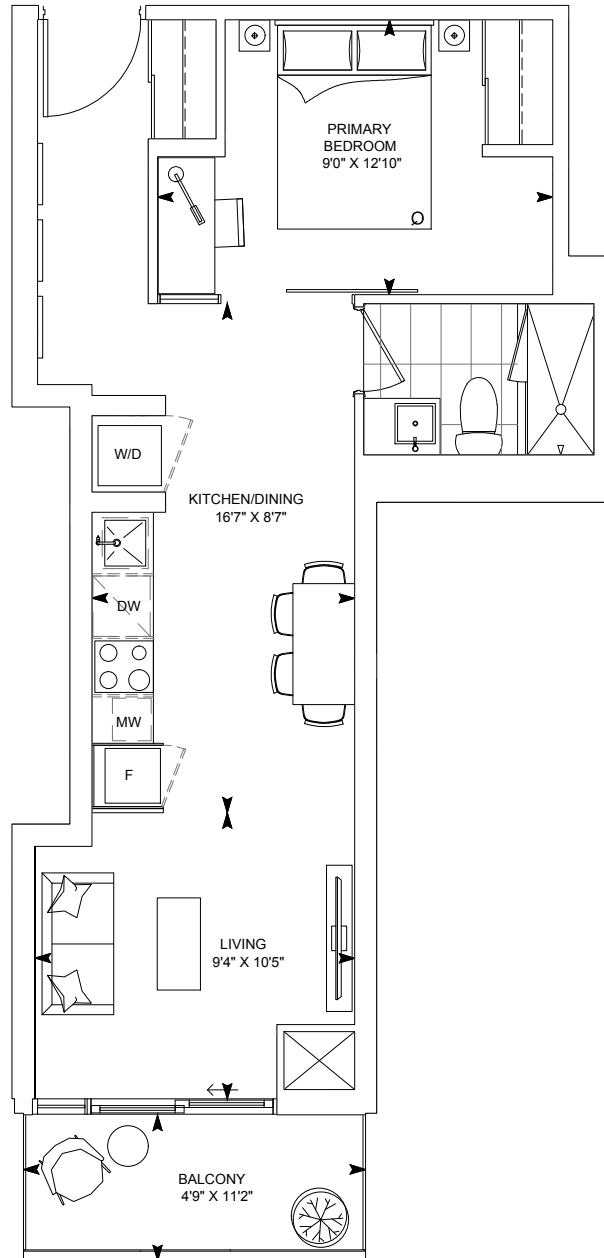 PRIMARY
BEDROOM
9'0" X 12'10"
W/D
KITCHEN/DINING
16'7" X 8'7"
DW
MW
F
LIVING
9'4" X 10'5"
BALCONY
4'9" X 11'2"